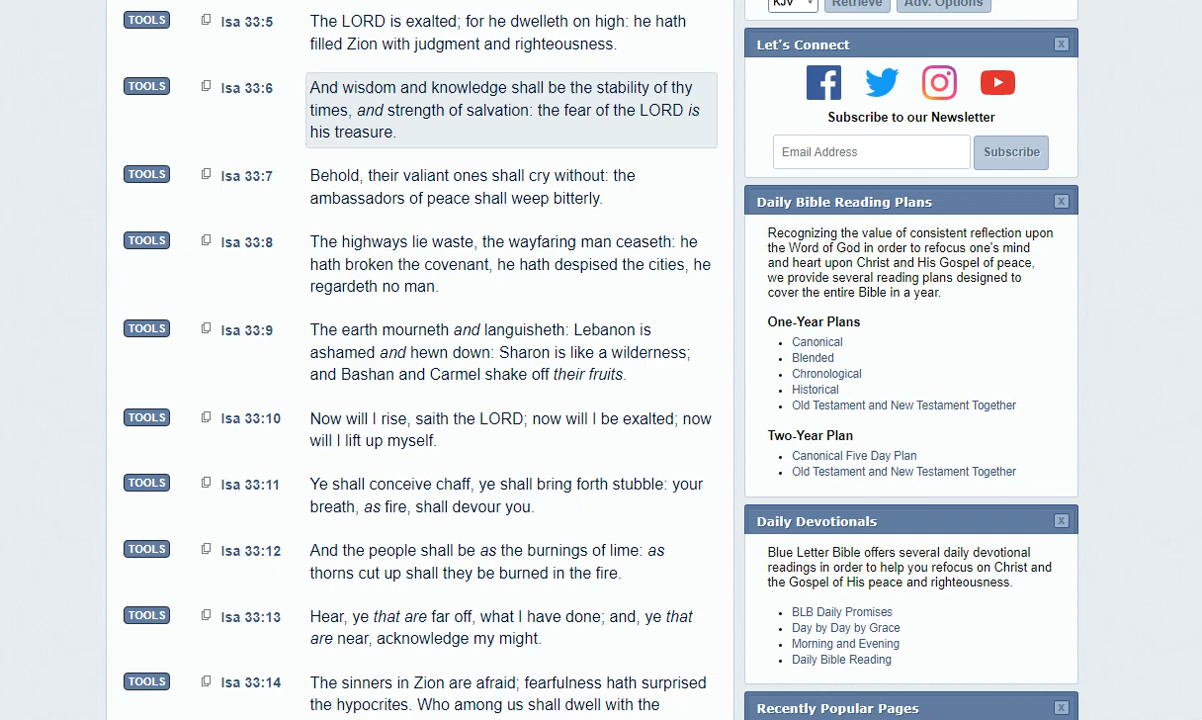 TOOLS Isa 33:5 The LORD is exalted; for he dwelleth on high: he hath
filled Zion with judgment and righteousness.
TOOLS Isa 33:6 And wisdom and knowledge shall be the stability of thy
times, and strength of salvation: the fear of the LORD is
his treasure.
TOOLS Isa 33:7 Behold, their valiant ones shall cry without: the
ambassadors of peace shall weep bitterly.
TOOLS Isa 33:8 The highways lie waste, the wayfaring man ceaseth: he
hath broken the covenant, he hath despised the cities, he
regardeth no man.
TOOLS Isa 33:9 The earth mourneth and languisheth: Lebanon is
ashamed and hewn down: Sharon is like a wilderness;
and Bashan and Carmel shake off their fruits.
TOOLS Isa 33:10 Now will I rise, saith the LORD; now will I be exalted; now
will I lift up myself.
TOOLS Isa 33:11 Ye shall conceive chaff, ye shall bring forth stubble: your
breath, as fire, shall devour you.
TOOLS Isa 33:12 And the people shall be as the burnings of lime: as
thorns cut up shall they be burned in the fire.
TOOLS Isa 33:13 Hear, ye that are far off, what I have done; and, ye that
are near, acknowledge my might.
TOOLS Isa 33:14 The sinners in Zion are afraid; fearfulness hath surprised
the hypocrites. Who among us shall dwell with the
KJV Retrieve Adv. Options
Let's Connect x
Subscribe to our Newsletter
Email Address Subscribe
Daily Bible Reading Plans x
Recognizing the value of consistent reflection upon
the Word of God in order to refocus one's mind
and heart upon Christ and His Gospel of peace,
we provide several reading plans designed to
cover the entire Bible in a year.
One-Year Plans
Canonical
Blended
Chronological
Historical
Old Testament and New Testament Together
Two-Year Plan
Canonical Five Day Plan
Old Testament and New Testament Together
Daily Devotionals x
Blue Letter Bible offers several daily devotional
readings in order to help you refocus on Christ and
the Gospel of His peace and righteousness.
BLB Daily Promises
Day by Day by Grace
Morning and Evening
Daily Bible Reading
Recently Popular Pages x